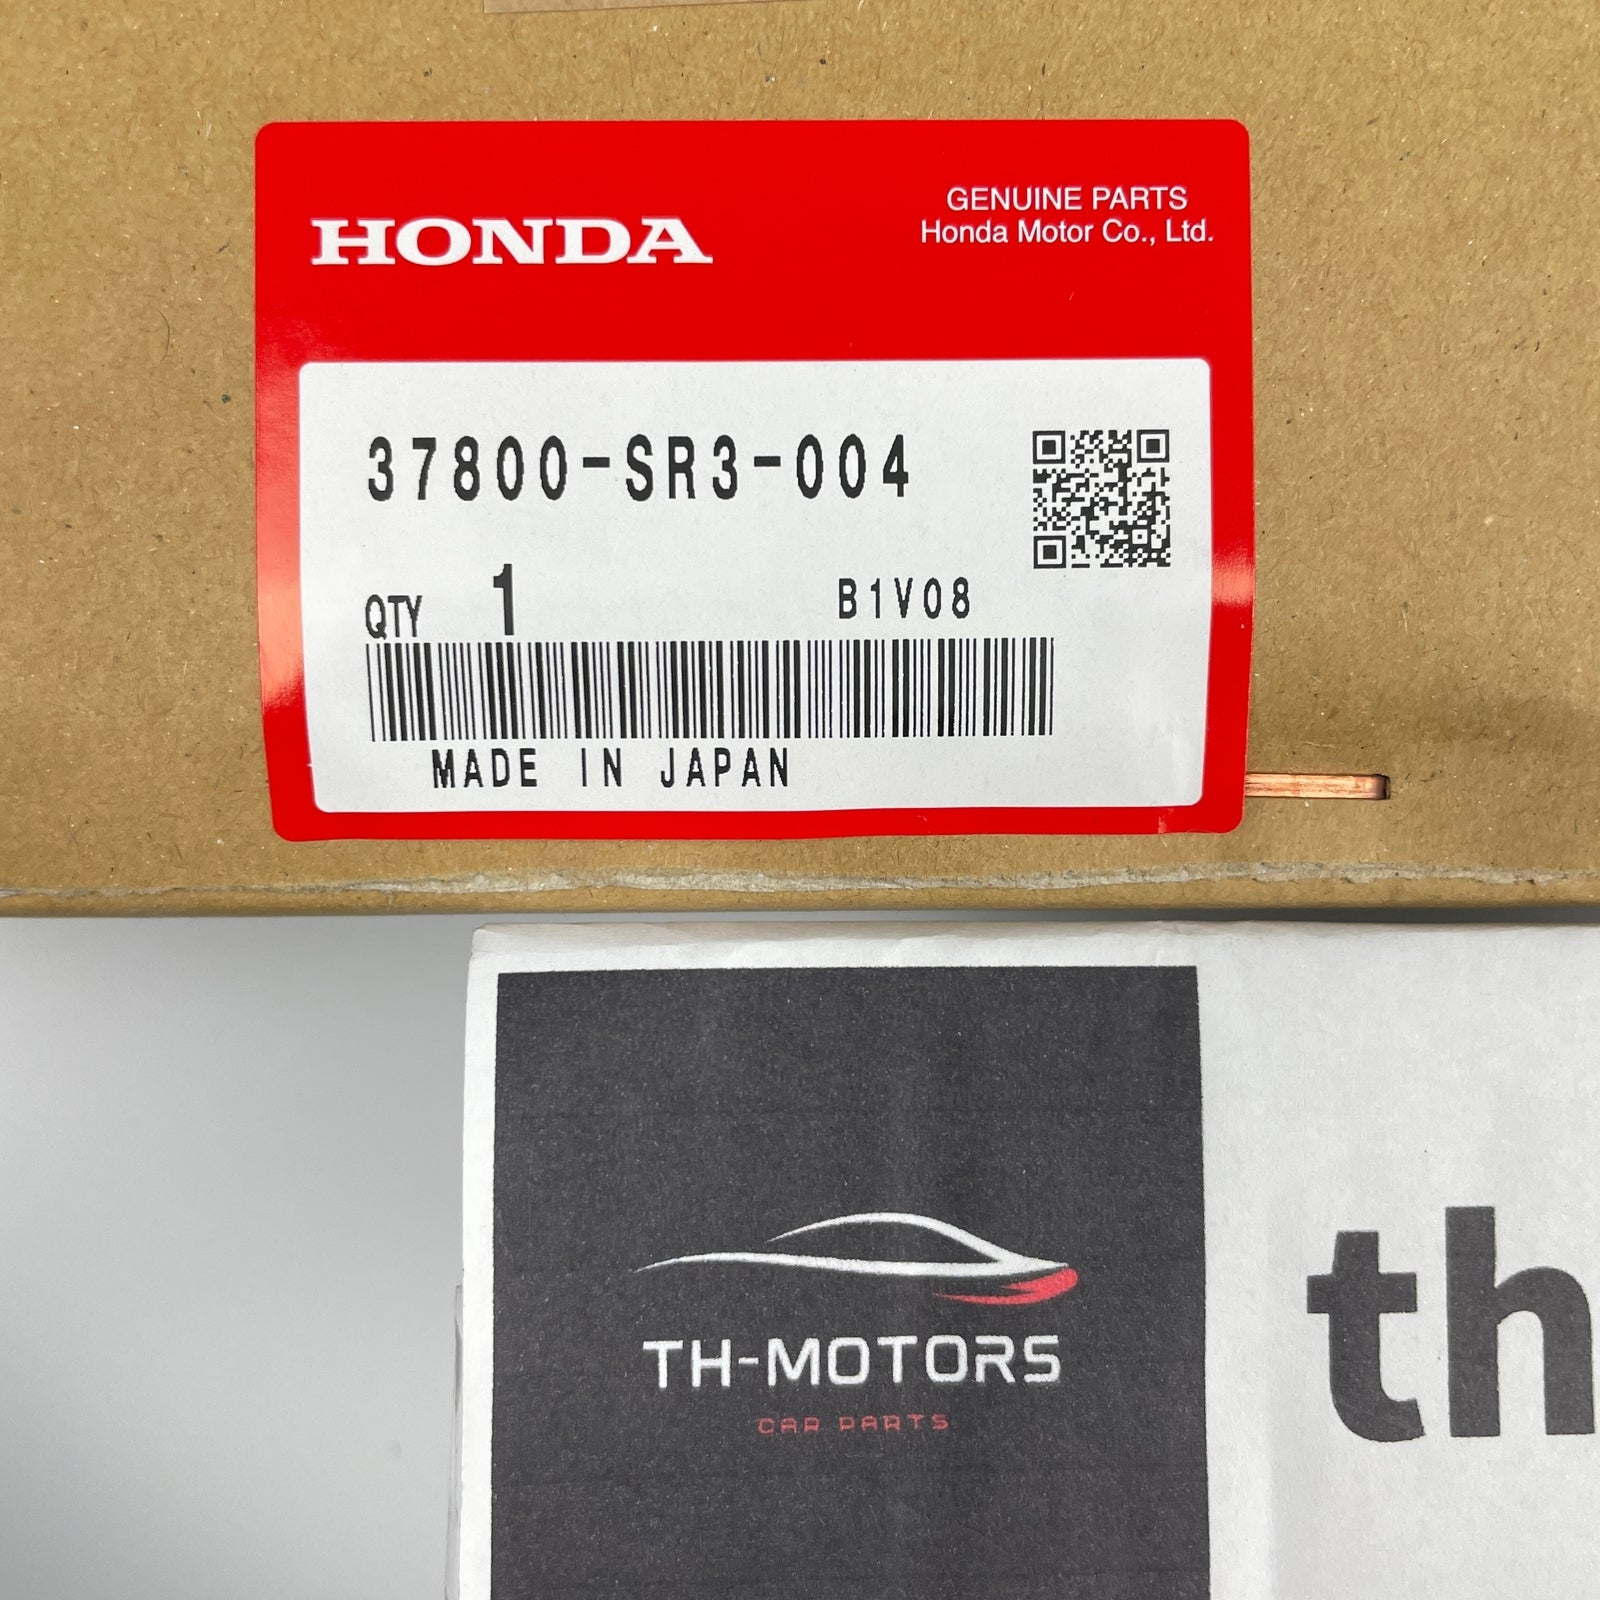 HONDA
GENUINE PARTS
Honda Motor Co., Ltd.
37800-SR3-004
QTY 1 B1V08
MADE IN JAPAN
TH-MOTORS
CAR PARTS
th